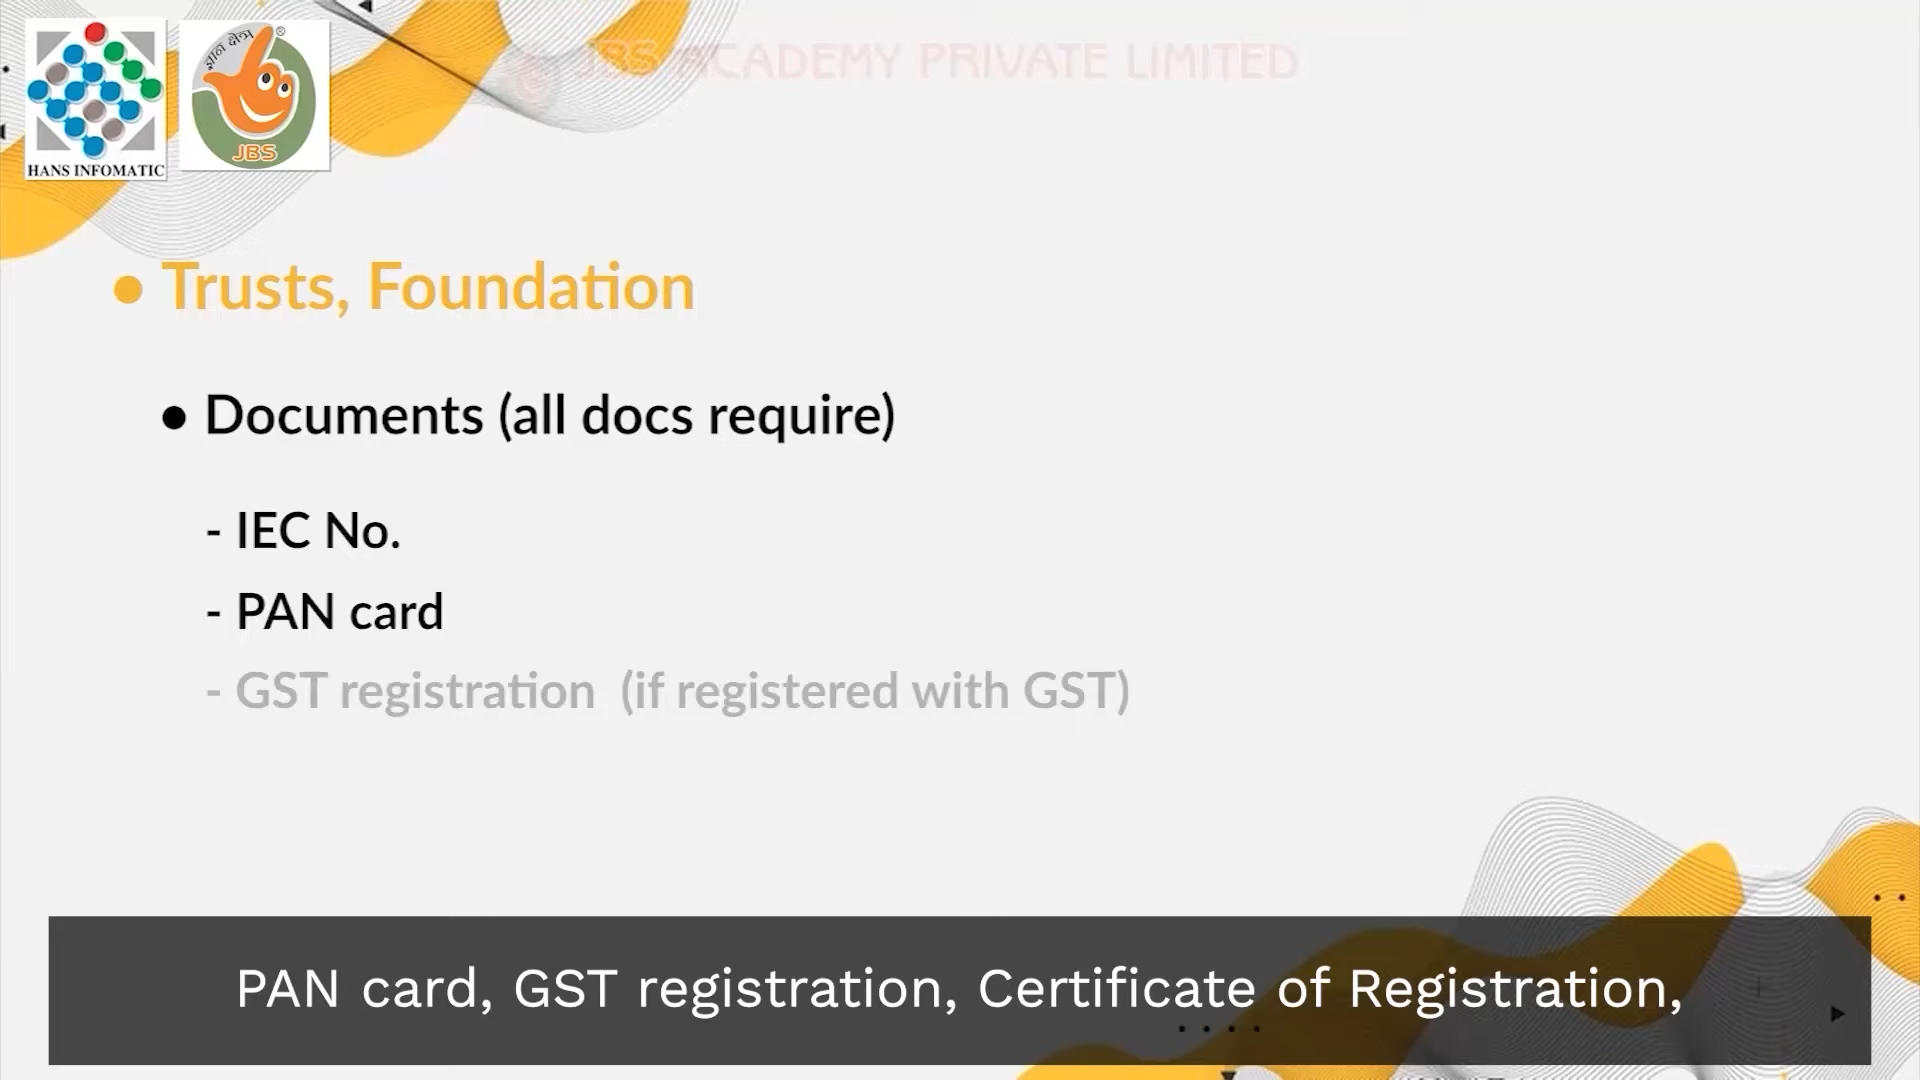 JBS ACADEMY PRIVATE LIMITED
ज्ञान क्षेत्र
®
JBS
HANS INFOMATIC
• Trusts, Foundation
• Documents (all docs require)
- IEC No.
- PAN card
- GST registration (if registered with GST)
PAN card, GST registration, Certificate of Registration,